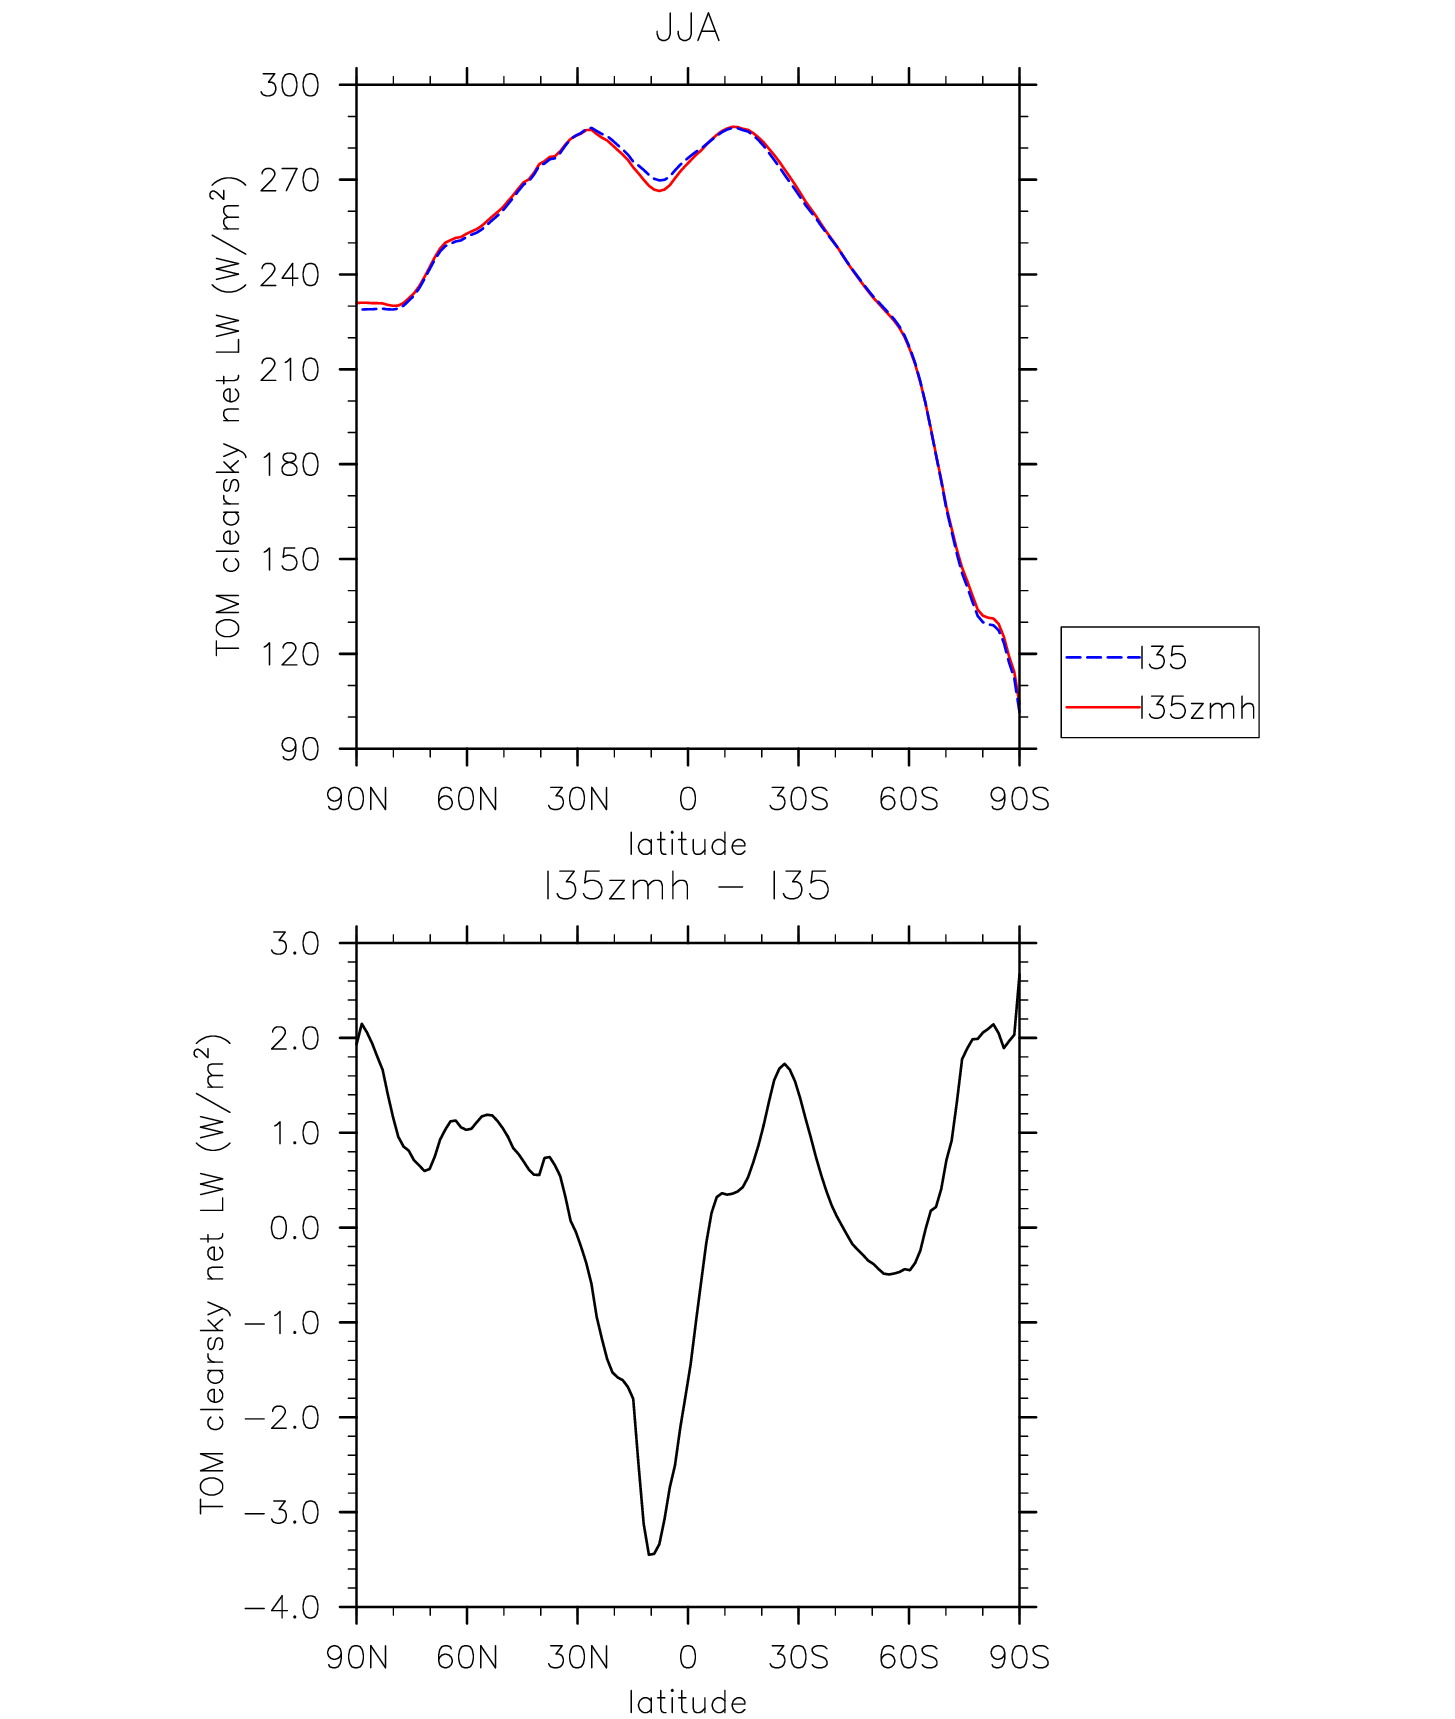 JJA
300
270
240
210
180
150
120
90
TOM clearsky net LW (W/m²)
90N 60N 30N 0 30S 60S 90S
latitude
I35
I35zmh
I35zmh − I35
3.0
2.0
1.0
0.0
−1.0
−2.0
−3.0
−4.0
TOM clearsky net LW (W/m²)
90N 60N 30N 0 30S 60S 90S
latitude